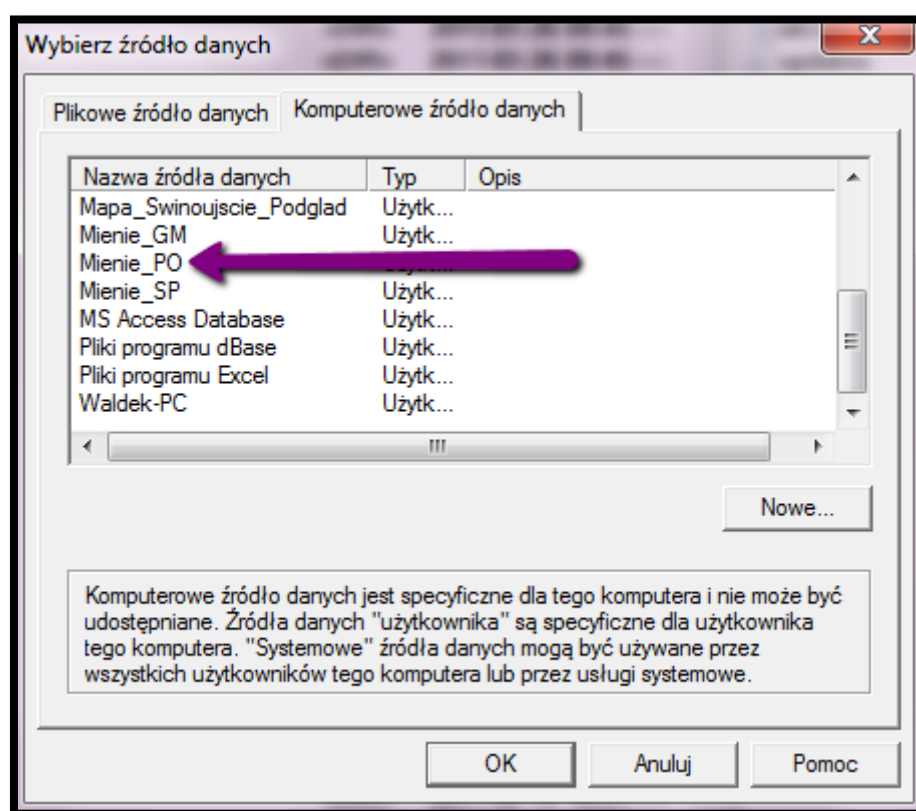 Wybierz źródło danych
Plikowe źródło danych Komputerowe źródło danych
Nazwa źródła danych Typ Opis
Mapa_Swinoujscie_Podglad Użytk...
Mienie_GM Użytk...
Mienie_PO
Mienie_SP Użytk...
MS Access Database Użytk...
Pliki programu dBase Użytk...
Pliki programu Excel Użytk...
Waldek-PC Użytk...
Nowe...
Komputerowe źródło danych jest specyficzne dla tego komputera i nie może być
udostępniane. Źródła danych "użytkownika" są specyficzne dla użytkownika
tego komputera. "Systemowe" źródła danych mogą być używane przez
wszystkich użytkowników tego komputera lub przez usługi systemowe.
OK Anuluj Pomoc